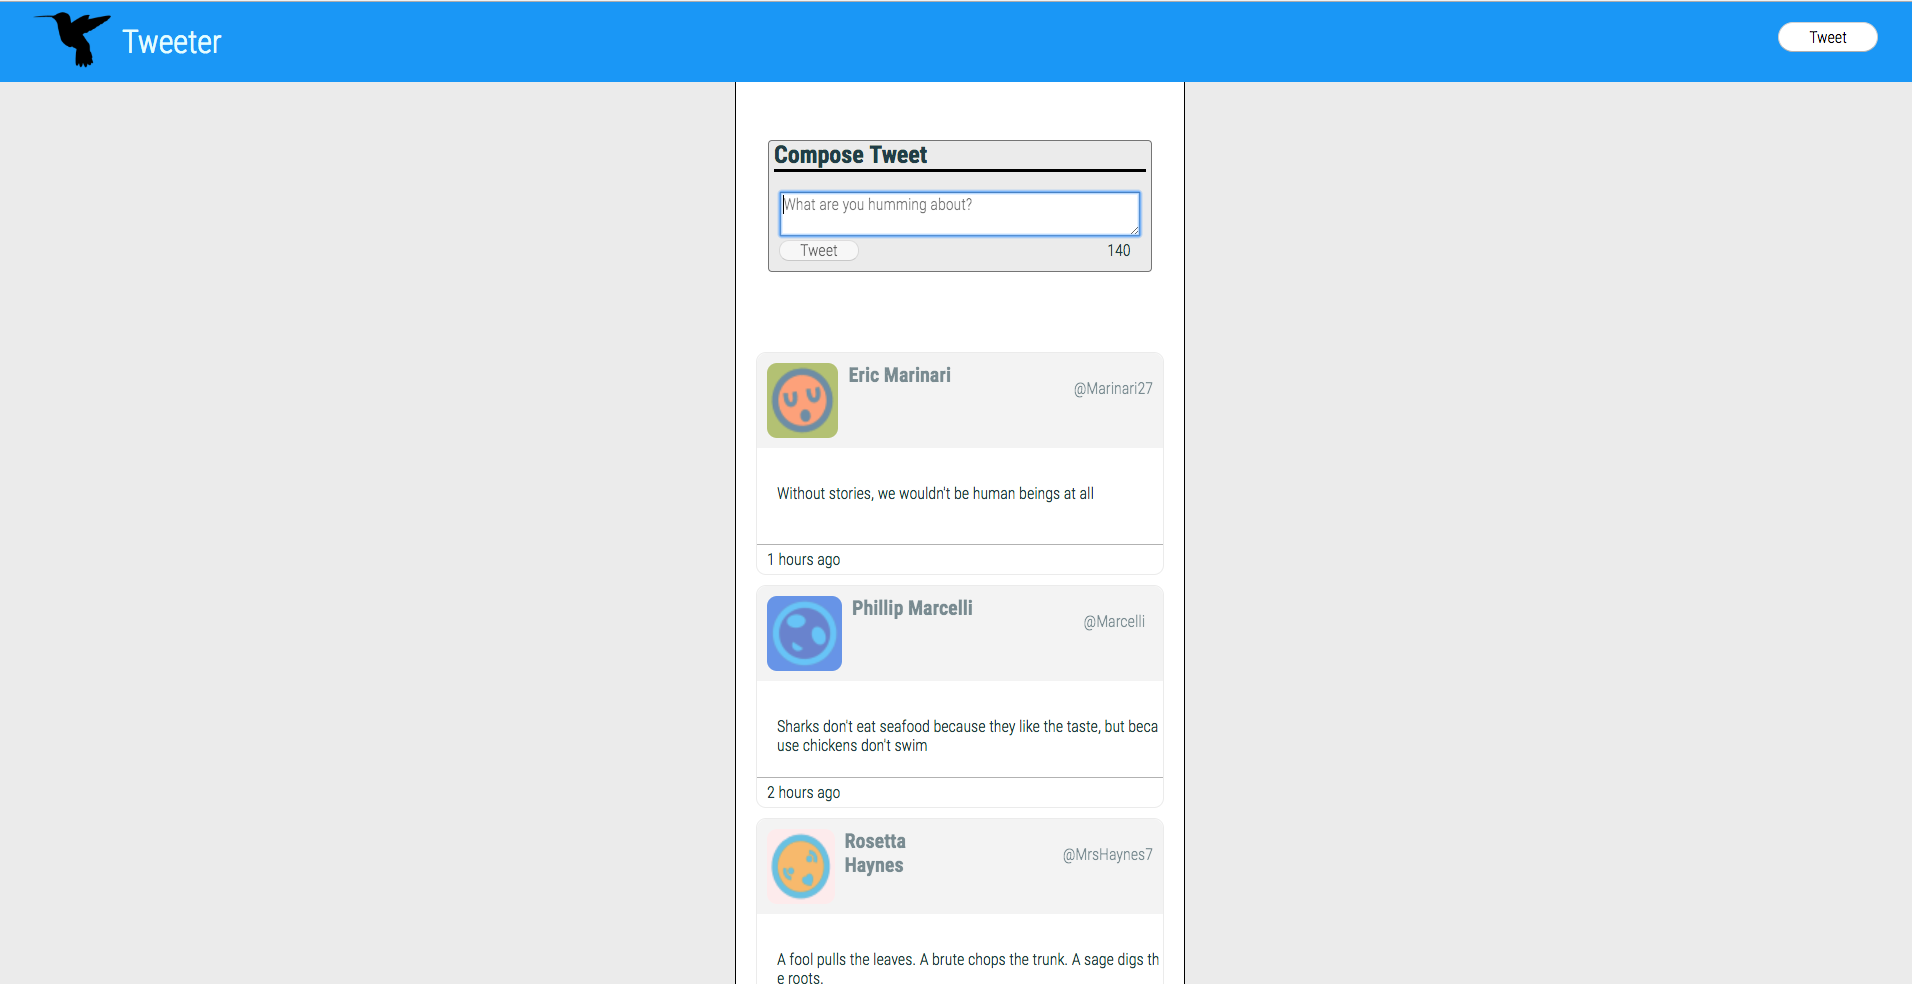 Tweeter
Tweet
Compose Tweet
What are you humming about?
Tweet
140
Eric Marinari
@Marinari27
Without stories, we wouldn't be human beings at all
1 hours ago
Phillip Marcelli
@Marcelli
Sharks don't eat seafood because they like the taste, but beca
use chickens don't swim
2 hours ago
Rosetta
Haynes
@MrsHaynes7
A fool pulls the leaves. A brute chops the trunk. A sage digs th
e roots.